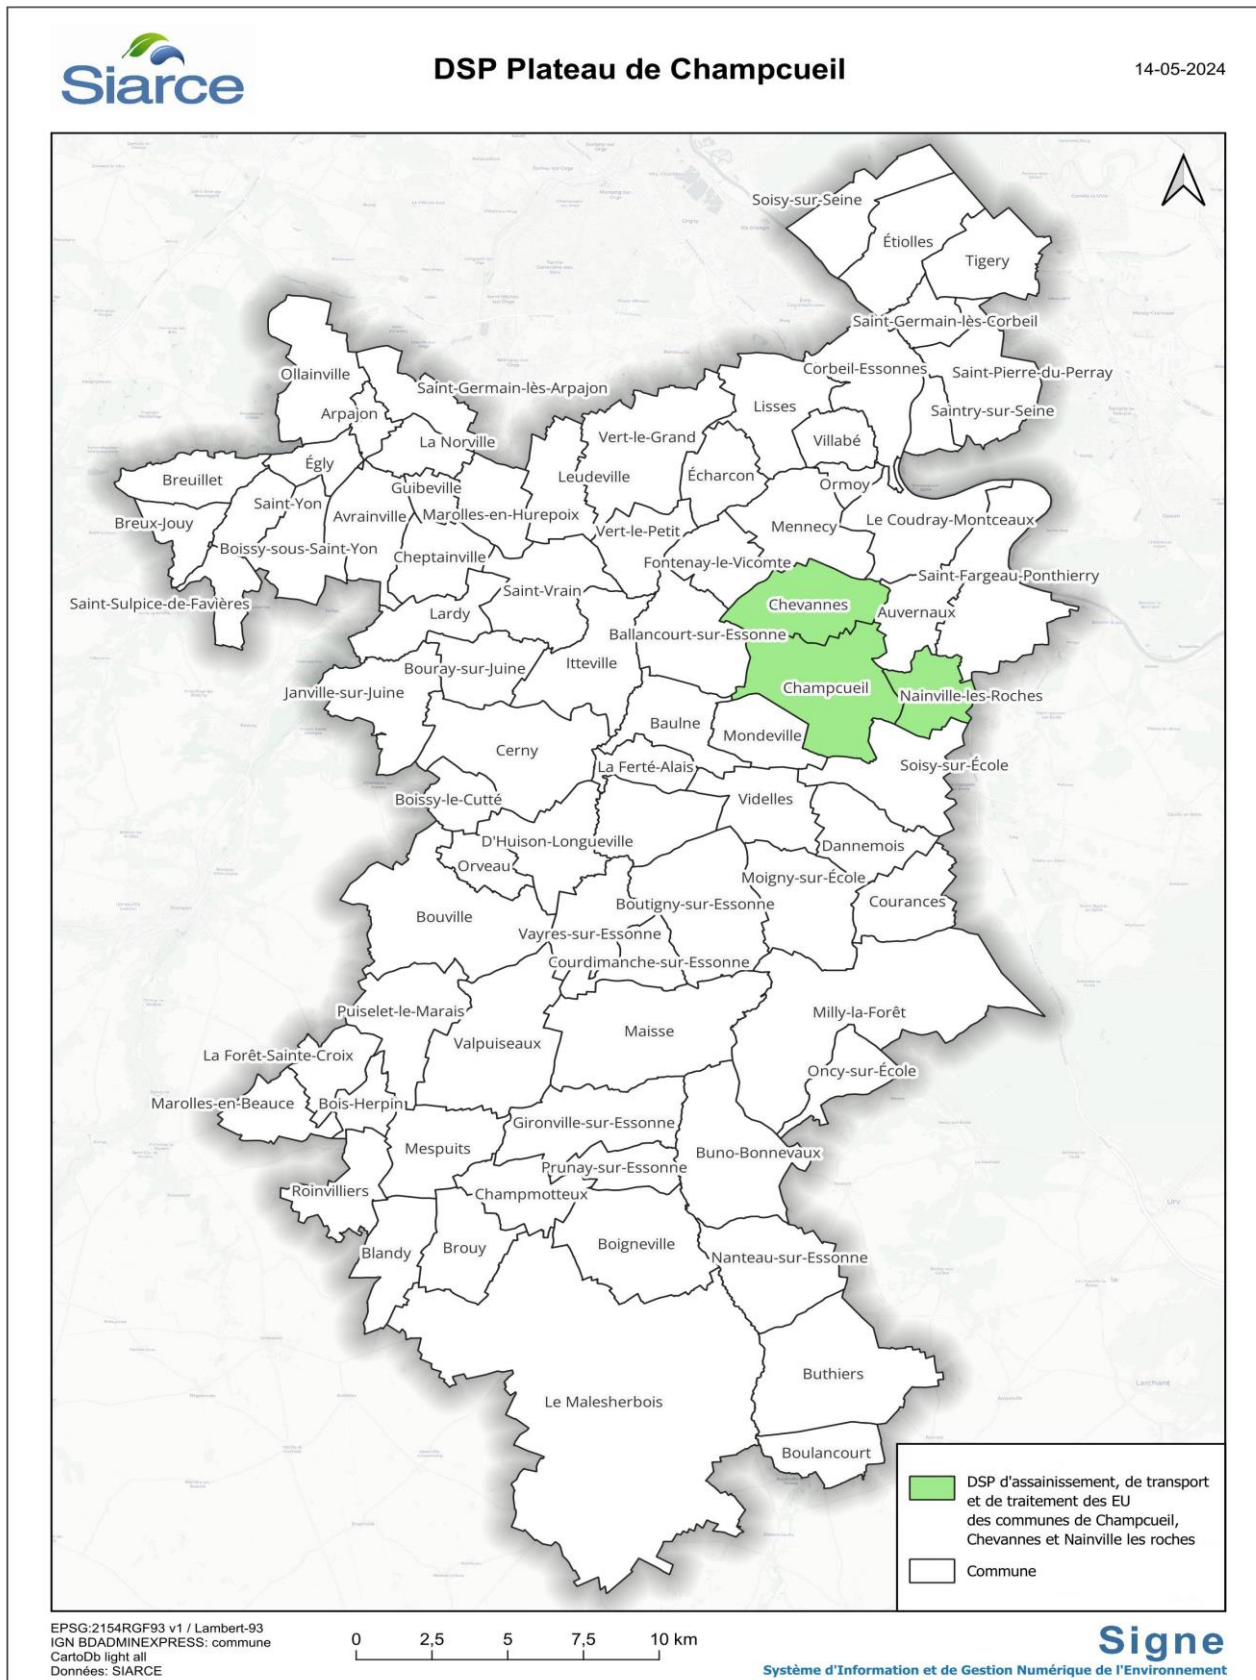 Siarce
DSP Plateau de Champcueil
14-05-2024
Soisy-sur-Seine
Étiolles
Tigery
Saint-Germain-lès-Corbeil
Corbeil-Essonnes
Saint-Pierre-du-Perray
Ollainville
Saint-Germain-lès-Arpajon
Lisses
Saintry-sur-Seine
Arpajon
La Norville
Vert-le-Grand
Villabé
Égly
Leudeville
Écharcon
Breuillet
Guibeville
Ormoy
Saint-Yon
Breux-Jouy
Avrainville
Marolles-en-Hurepoix
Vert-le-Petit
Mennecy
Le Coudray-Montceaux
Boissy-sous-Saint-Yon
Cheptainville
Fontenay-le-Vicomte
Saint-Fargeau-Ponthierry
Saint-Vrain
Saint-Sulpice-de-Favières
Lardy
Chevannes
Auvernaux
Ballancourt-sur-Essonne
Itteville
Bouray-sur-Juine
Janville-sur-Juine
Champcueil
Nainville-les-Roches
Baulne
Mondeville
Cerny
La Ferté-Alais
Soisy-sur-École
Boissy-le-Cutté
Videlles
D'Huison-Longueville
Dannemois
Orveau
Moigny-sur-École
Bouville
Boutigny-sur-Essonne
Courances
Vayres-sur-Essonne
Courdimanche-sur-Essonne
Puiselet-le-Marais
Milly-la-Forêt
Maisse
Valpuiseaux
La Forêt-Sainte-Croix
Oncy-sur-École
Marolles-en-Beauce
Bois-Herpin
Gironville-sur-Essonne
Mespuits
Buno-Bonnevaux
Prunay-sur-Essonne
Roinvilliers
Champmotteux
Blandy
Brouy
Boigneville
Nanteau-sur-Essonne
Buthiers
Le Malesherbois
Boulancourt
DSP d'assainissement, de transport
et de traitement des EU
des communes de Champcueil,
Chevannes et Nainville les roches
Commune
EPSG:2154RGF93 v1 / Lambert-93
IGN BDADMINEXPRESS: commune
CartoDb light all
Données: SIARCE
0 2,5 5 7,5 10 km
Signe
Système d'Information et de Gestion Numérique de l'Environnement